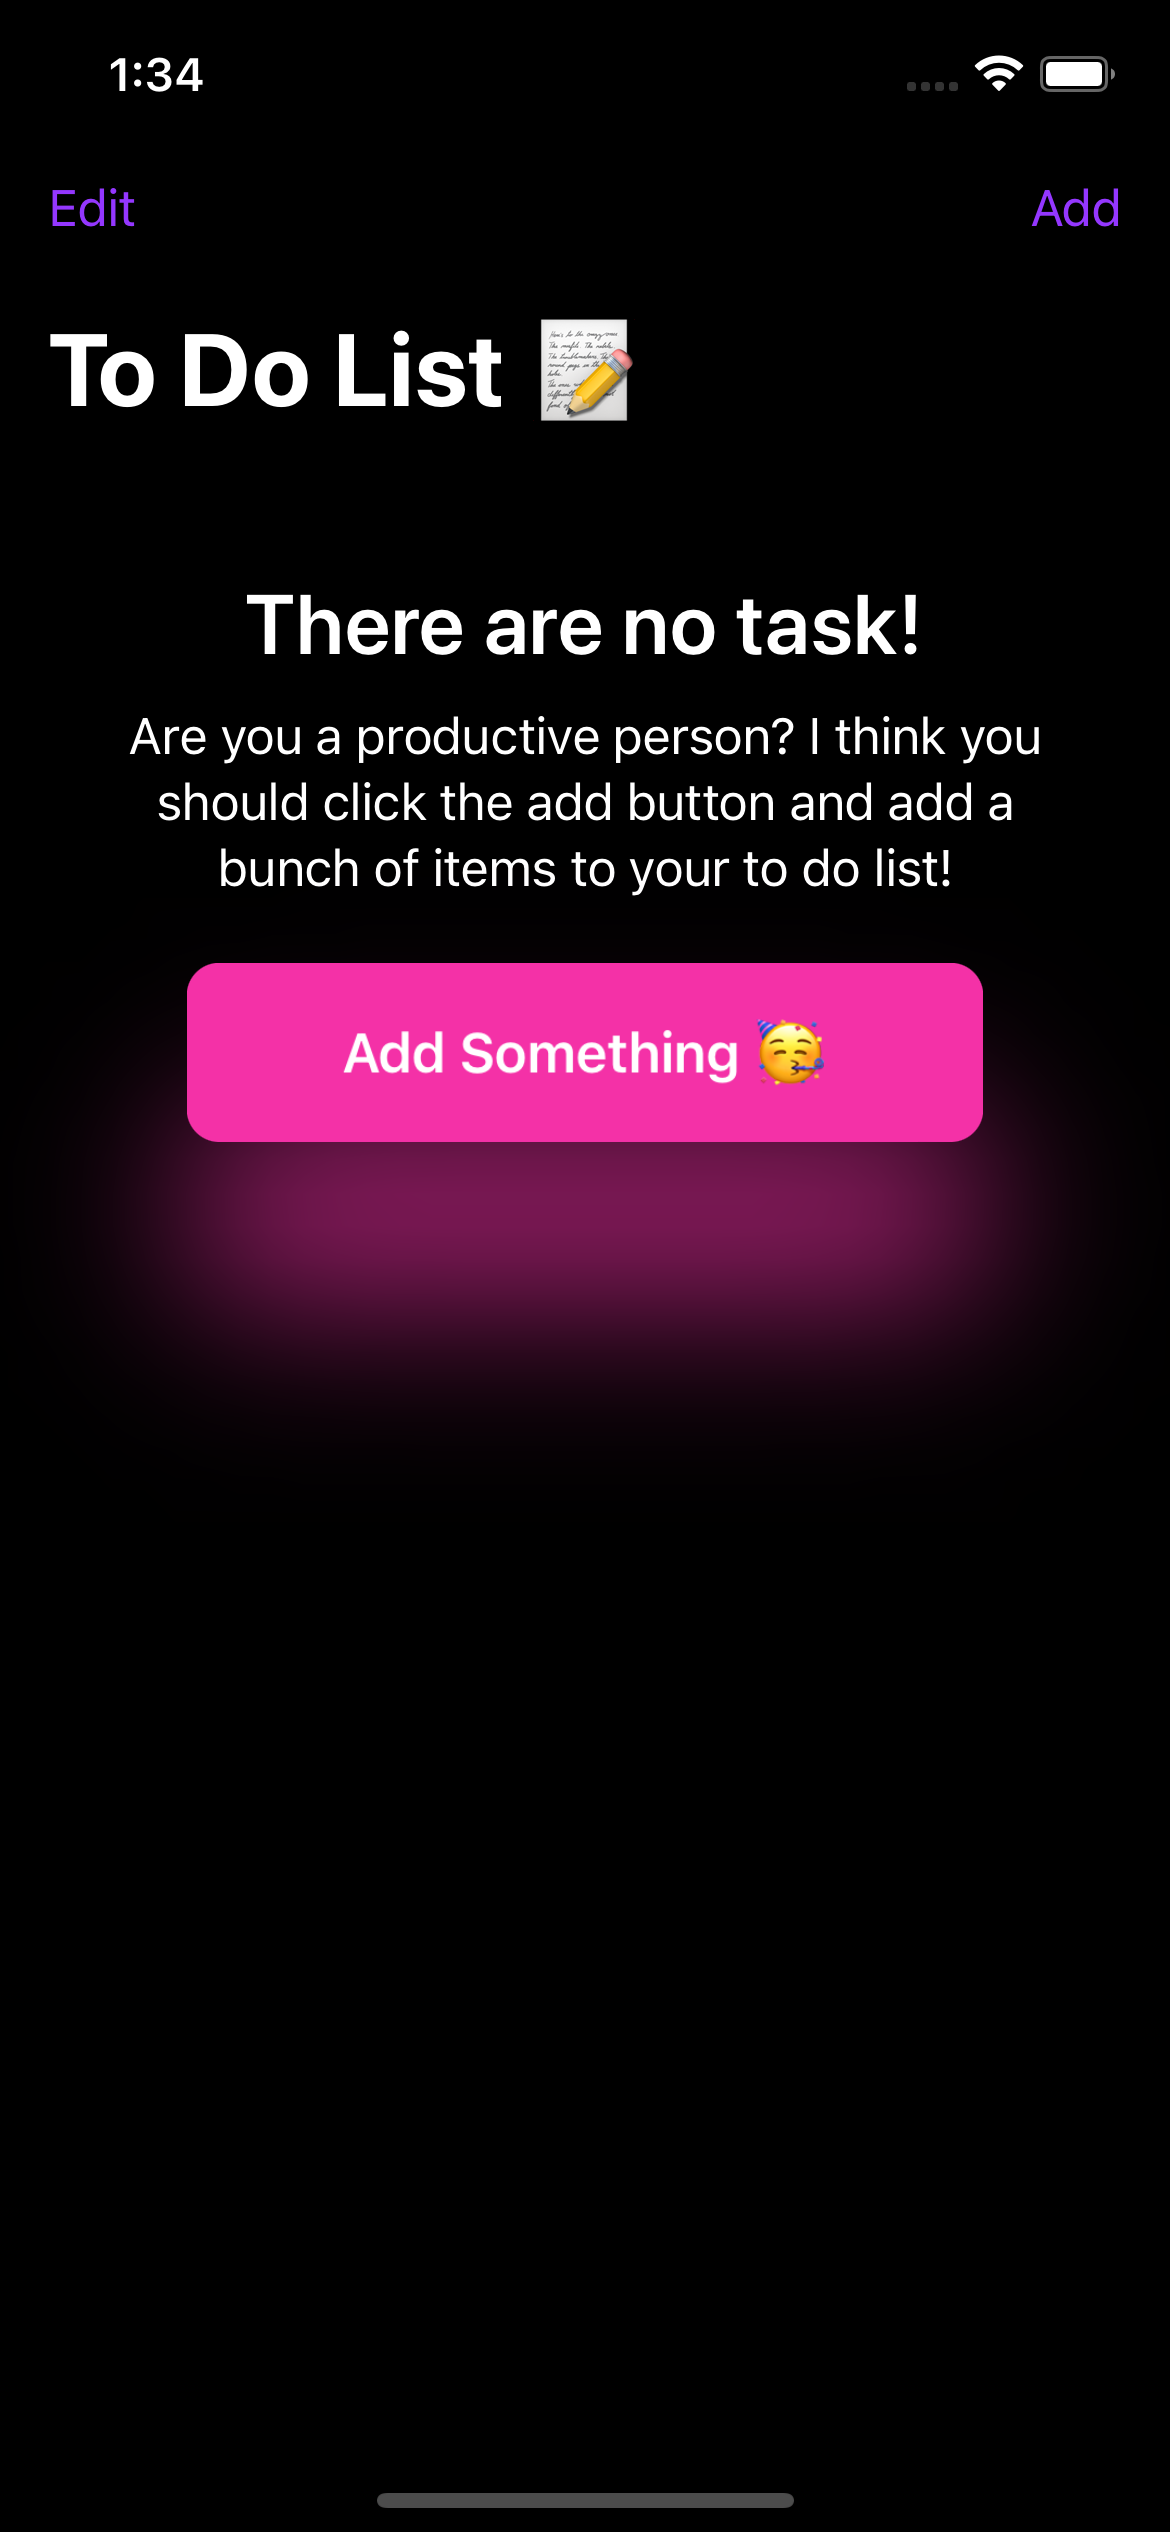 1:34
Edit
Add
To Do List 📝
There are no task!
Are you a productive person? I think you
should click the add button and add a
bunch of items to your to do list!
Add Something 🥳